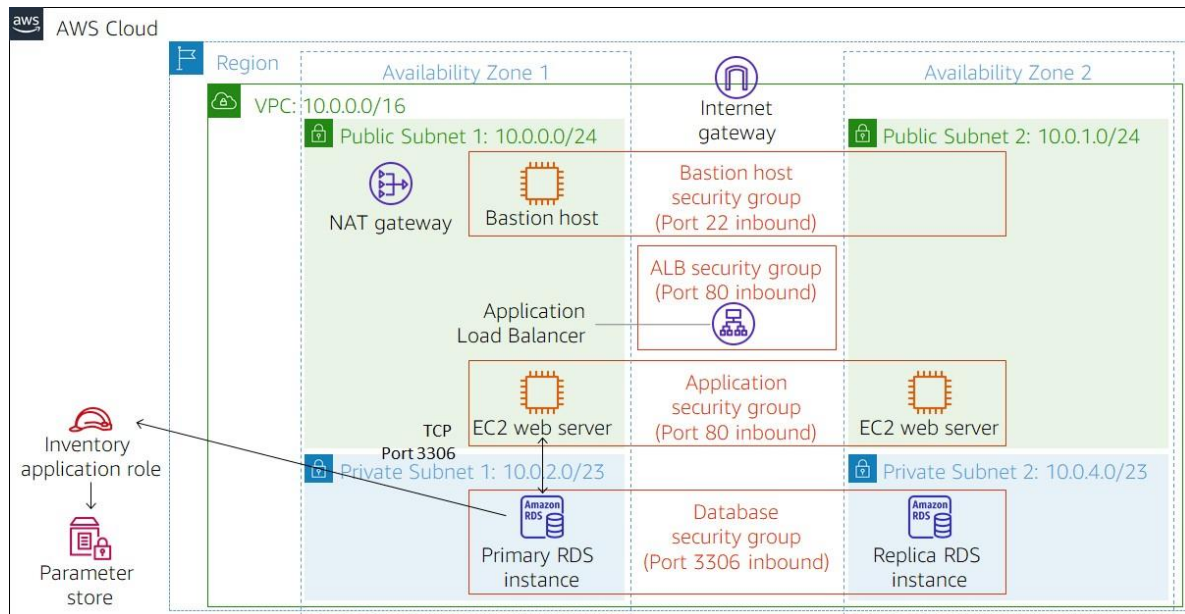 aws
AWS Cloud
Region
Availability Zone 1
Availability Zone 2
Internet
gateway
VPC: 10.0.0.0/16
Public Subnet 1: 10.0.0.0/24
Public Subnet 2: 10.0.1.0/24
NAT gateway
Bastion host
Bastion host
security group
(Port 22 inbound)
ALB security group
(Port 80 inbound)
Application
Load Balancer
EC2 web server
Application
security group
(Port 80 inbound)
EC2 web server
TCP
Port 3306
Inventory
application role
Parameter
store
Private Subnet 1: 10.0.2.0/23
Private Subnet 2: 10.0.4.0/23
Amazon
RDS
Primary RDS
instance
Database
security group
(Port 3306 inbound)
Amazon
RDS
Replica RDS
instance